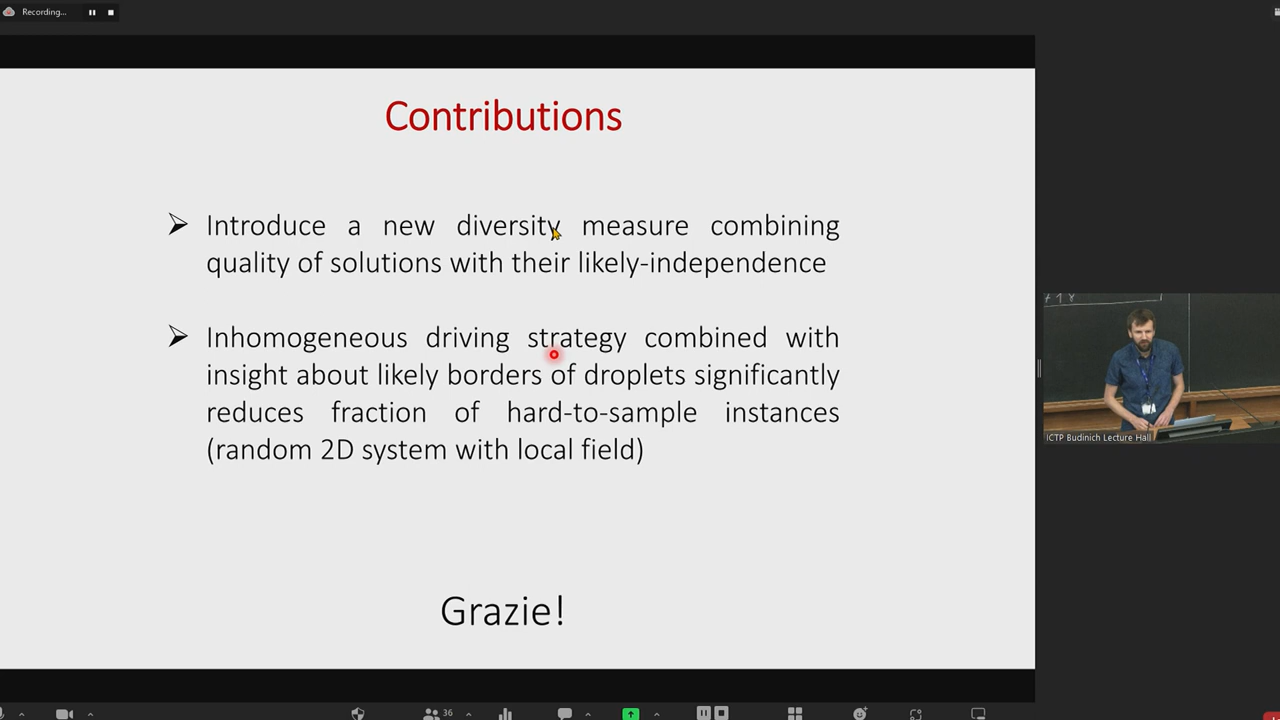 Recording...
Contributions
Introduce a new diversity measure combining
quality of solutions with their likely-independence
Inhomogeneous driving strategy combined with
insight about likely borders of droplets significantly
reduces fraction of hard-to-sample instances
(random 2D system with local field)
ICTP Budinich Lecture Hall
Grazie!
36